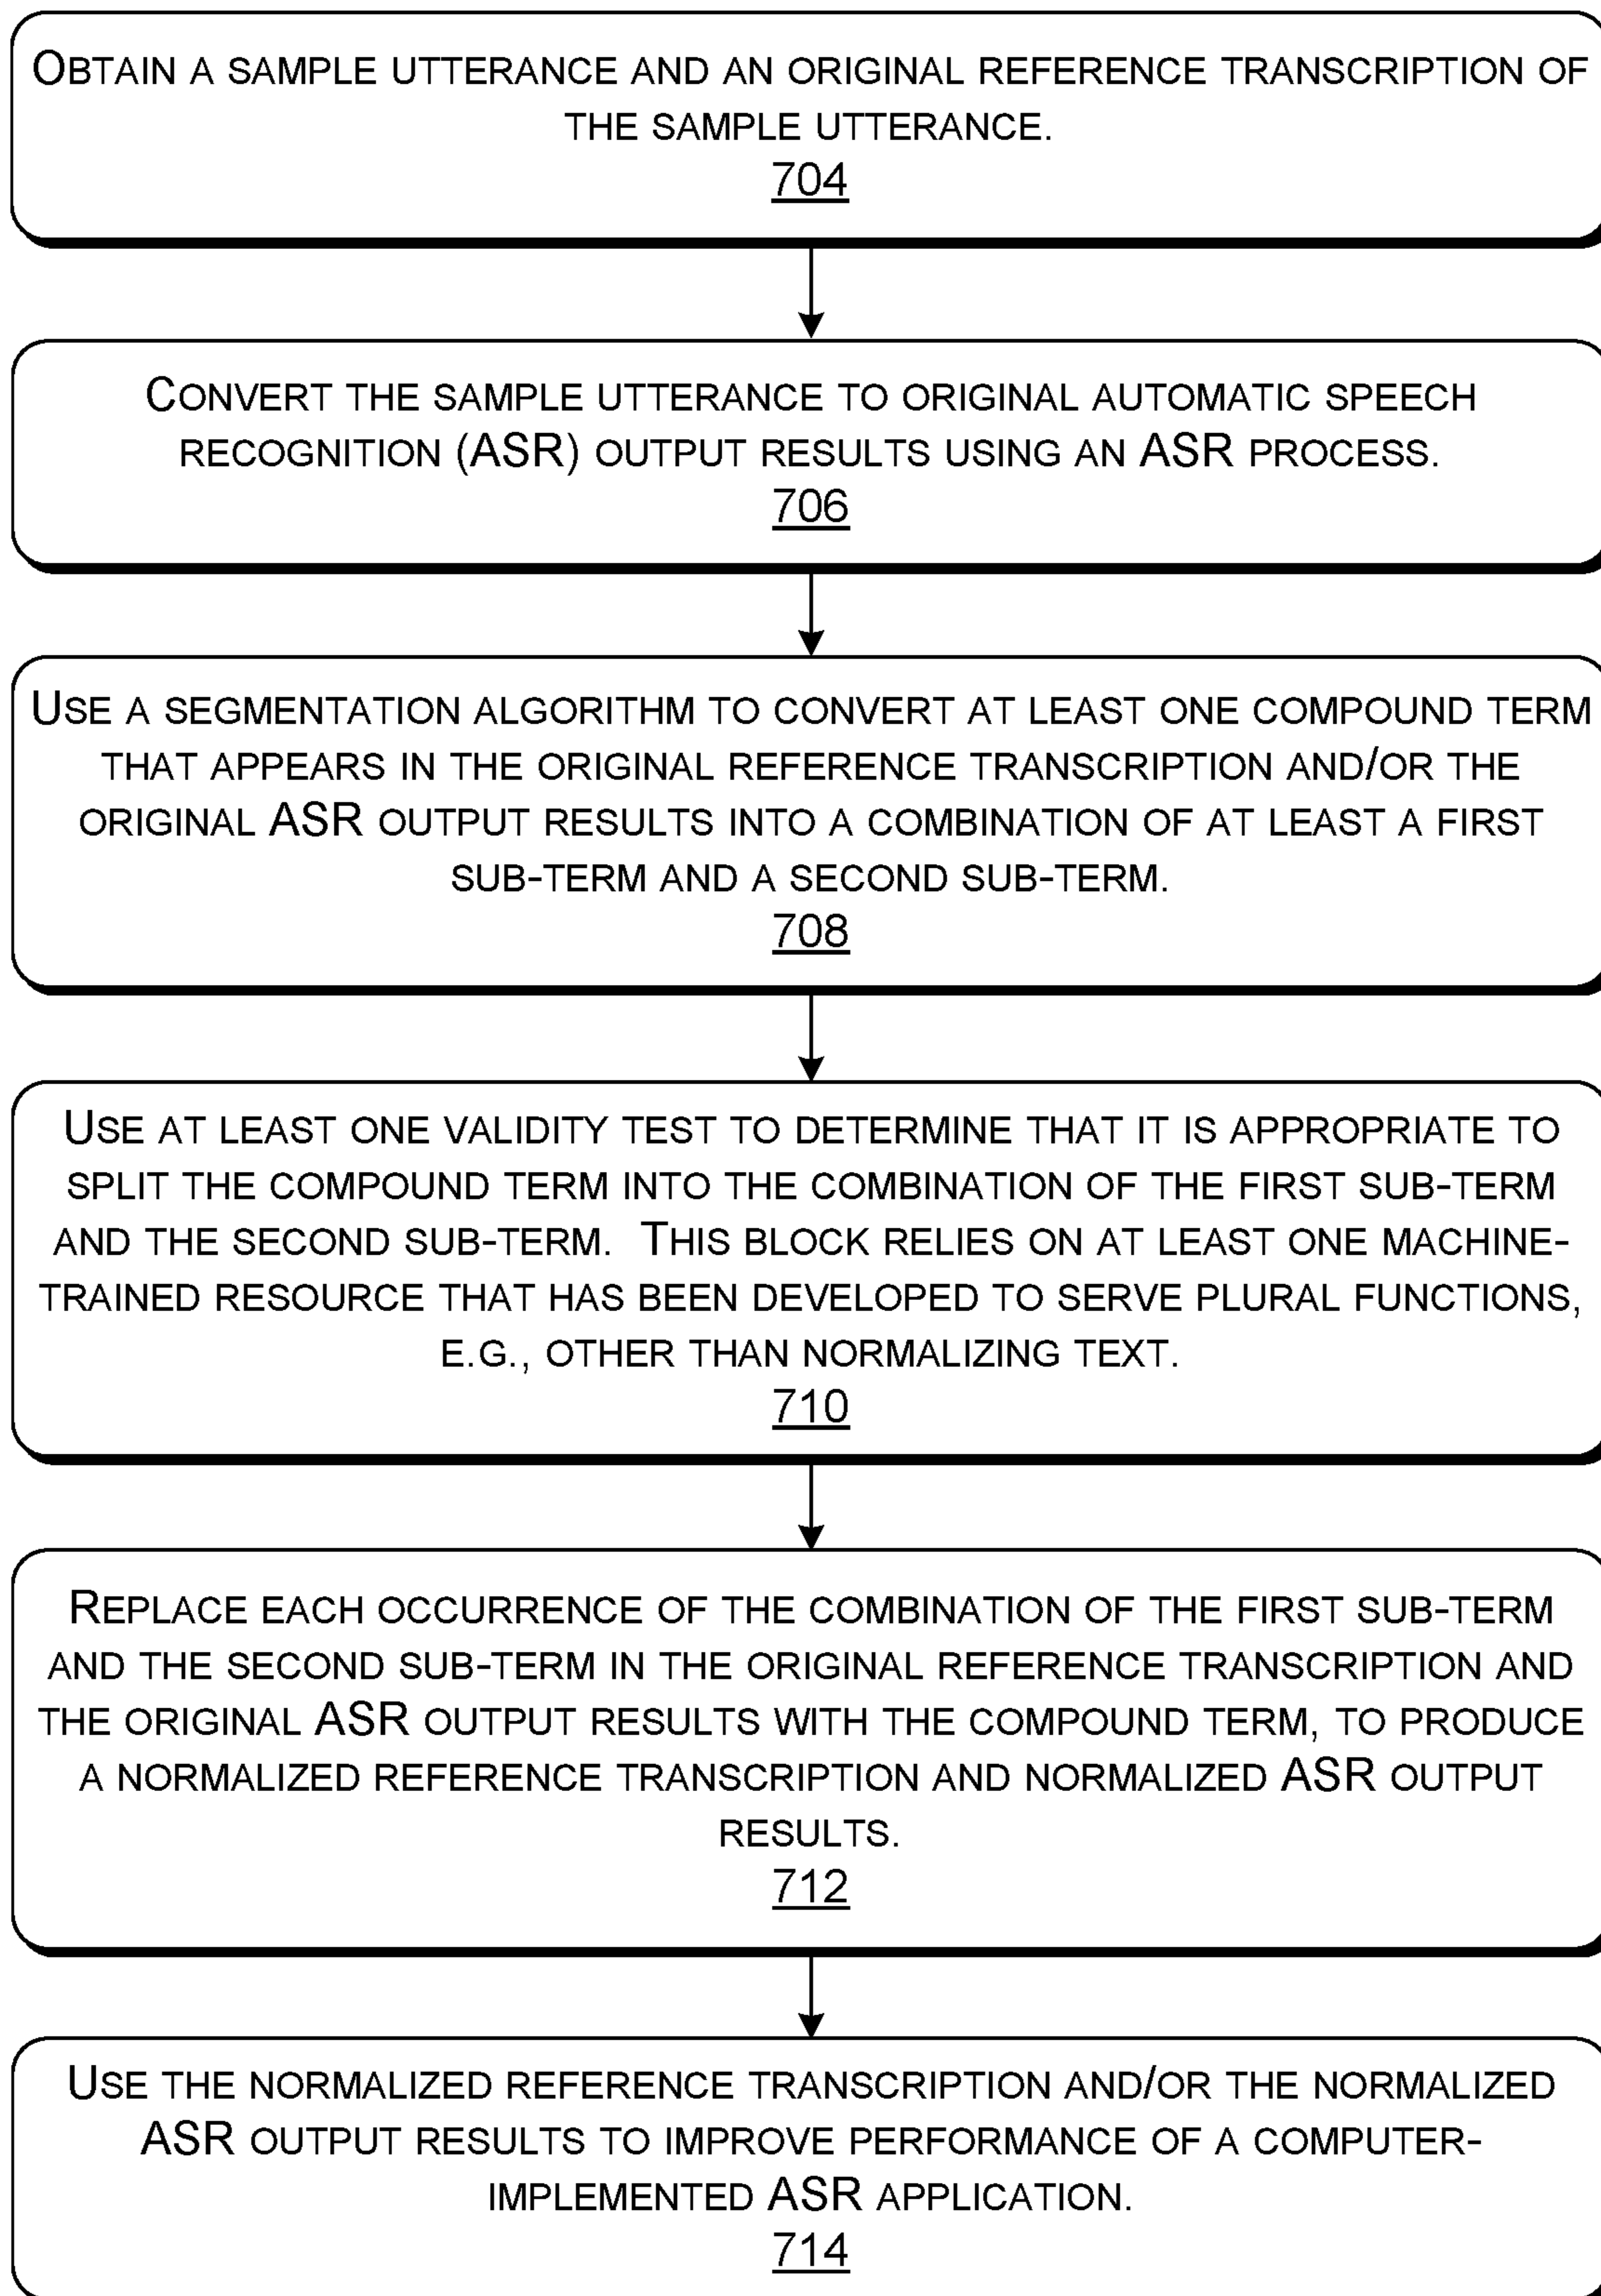 OBTAIN A SAMPLE UTTERANCE AND AN ORIGINAL REFERENCE TRANSCRIPTION OF
THE SAMPLE UTTERANCE.
704
CONVERT THE SAMPLE UTTERANCE TO ORIGINAL AUTOMATIC SPEECH
RECOGNITION (ASR) OUTPUT RESULTS USING AN ASR PROCESS.
706
USE A SEGMENTATION ALGORITHM TO CONVERT AT LEAST ONE COMPOUND TERM
THAT APPEARS IN THE ORIGINAL REFERENCE TRANSCRIPTION AND/OR THE
ORIGINAL ASR OUTPUT RESULTS INTO A COMBINATION OF AT LEAST A FIRST
SUB-TERM AND A SECOND SUB-TERM.
708
USE AT LEAST ONE VALIDITY TEST TO DETERMINE THAT IT IS APPROPRIATE TO
SPLIT THE COMPOUND TERM INTO THE COMBINATION OF THE FIRST SUB-TERM
AND THE SECOND SUB-TERM. THIS BLOCK RELIES ON AT LEAST ONE MACHINE-
TRAINED RESOURCE THAT HAS BEEN DEVELOPED TO SERVE PLURAL FUNCTIONS,
E.G., OTHER THAN NORMALIZING TEXT.
710
REPLACE EACH OCCURRENCE OF THE COMBINATION OF THE FIRST SUB-TERM
AND THE SECOND SUB-TERM IN THE ORIGINAL REFERENCE TRANSCRIPTION AND
THE ORIGINAL ASR OUTPUT RESULTS WITH THE COMPOUND TERM, TO PRODUCE
A NORMALIZED REFERENCE TRANSCRIPTION AND NORMALIZED ASR OUTPUT
RESULTS.
712
USE THE NORMALIZED REFERENCE TRANSCRIPTION AND/OR THE NORMALIZED
ASR OUTPUT RESULTS TO IMPROVE PERFORMANCE OF A COMPUTER-
IMPLEMENTED ASR APPLICATION.
714